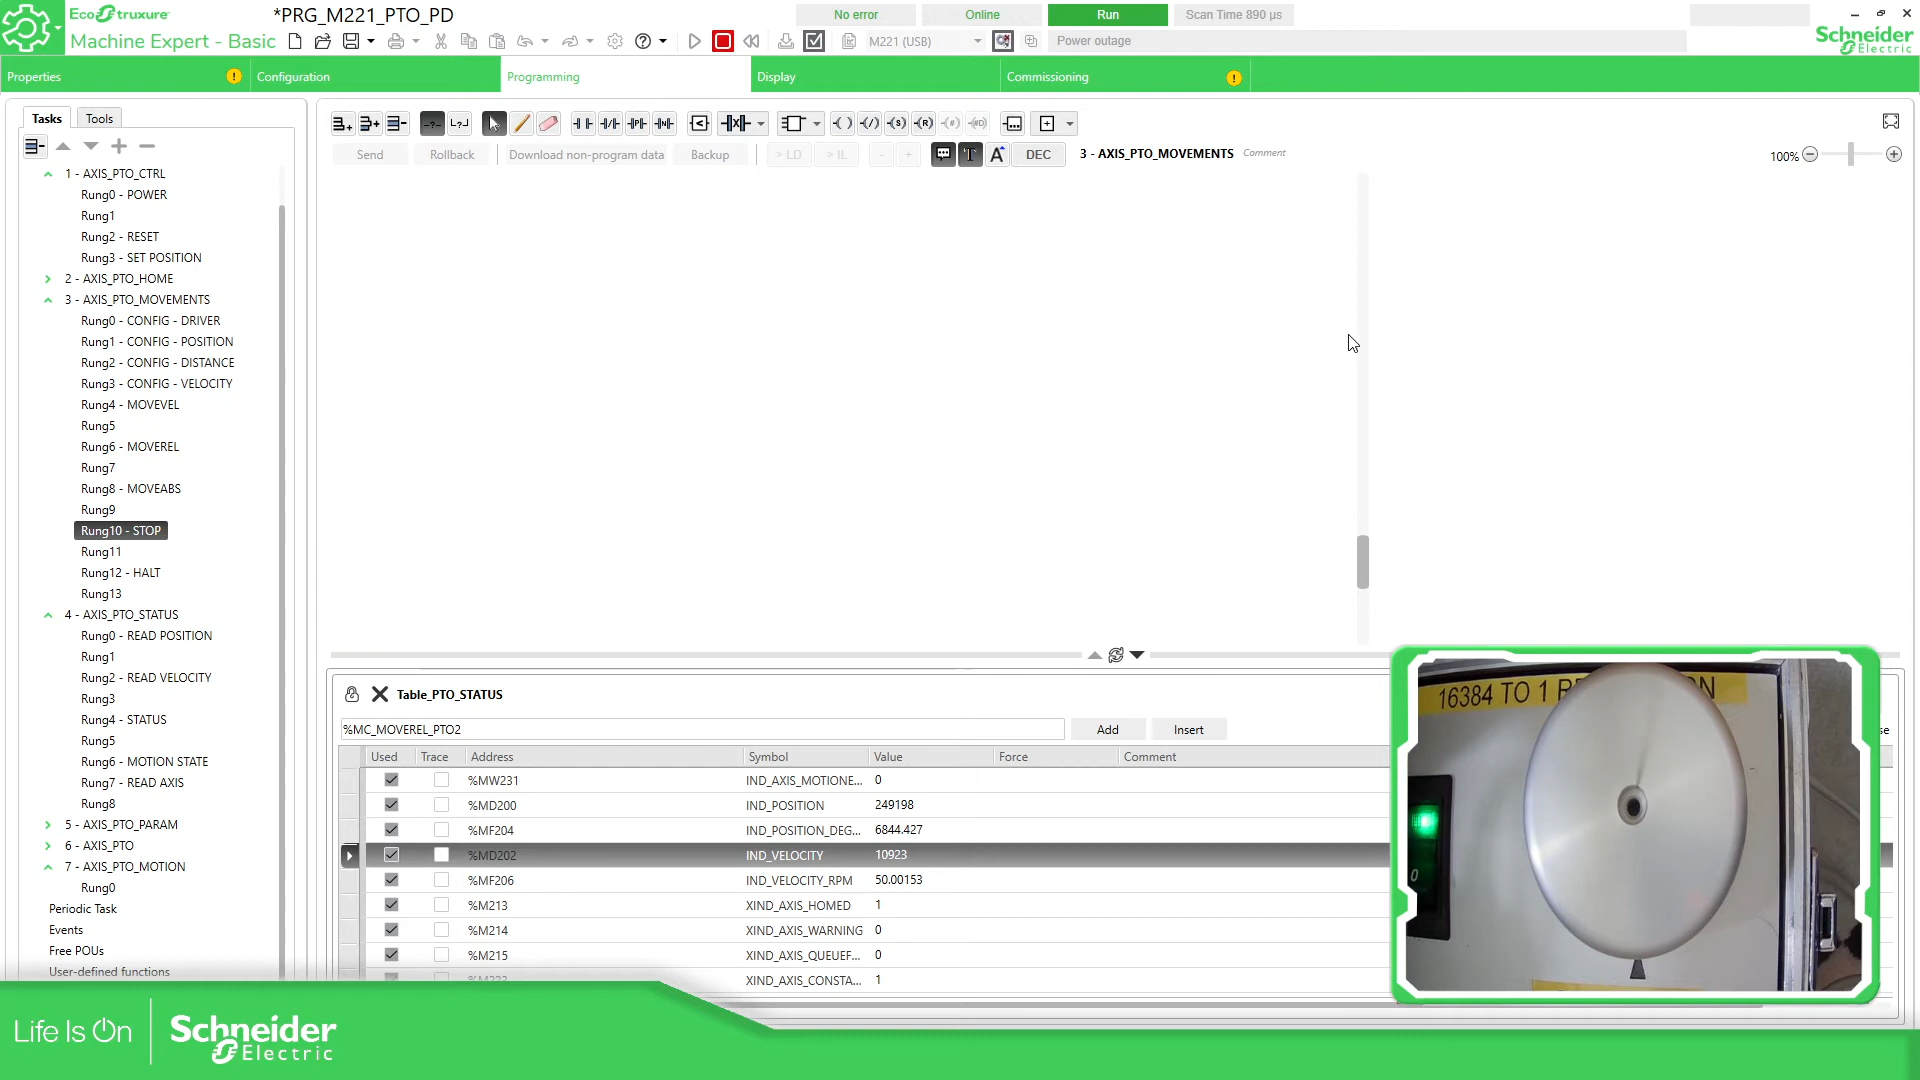 EcoStruxure
Machine Expert - Basic
*PRG_M221_PTO_PD
No error
Online
Run
Scan Time 890 µs
M221 (USB)
Power outage
Schneider
Electric
Properties
Configuration
Programming
Display
Commissioning
Tasks
Tools
1 - AXIS_PTO_CTRL
Rung0 - POWER
Rung1
Rung2 - RESET
Rung3 - SET POSITION
2 - AXIS_PTO_HOME
3 - AXIS_PTO_MOVEMENTS
Rung0 - CONFIG - DRIVER
Rung1 - CONFIG - POSITION
Rung2 - CONFIG - DISTANCE
Rung3 - CONFIG - VELOCITY
Rung4 - MOVEVEL
Rung5
Rung6 - MOVEREL
Rung7
Rung8 - MOVEABS
Rung9
Rung10 - STOP
Rung11
Rung12 - HALT
Rung13
4 - AXIS_PTO_STATUS
Rung0 - READ POSITION
Rung1
Rung2 - READ VELOCITY
Rung3
Rung4 - STATUS
Rung5
Rung6 - MOTION STATE
Rung7 - READ AXIS
Rung8
5 - AXIS_PTO_PARAM
6 - AXIS_PTO
7 - AXIS_PTO_MOTION
Rung0
Periodic Task
Events
Free POUs
User-defined functions
Send
Rollback
Download non-program data
Backup
> LD
> IL
-
+
DEC
3 - AXIS_PTO_MOVEMENTS
Comment
100%
Table_PTO_STATUS
%MC_MOVEREL_PTO2
Add
Insert
Used Trace Address Symbol Value Force Comment
%MW231 IND_AXIS_MOTIONE... 0
%MD200 IND_POSITION 249198
%MF204 IND_POSITION_DEG... 6844.427
%MD202 IND_VELOCITY 10923
%MF206 IND_VELOCITY_RPM 50.00153
%M213 XIND_AXIS_HOMED 1
%M214 XIND_AXIS_WARNING 0
%M215 XIND_AXIS_QUEUEF... 0
XIND_AXIS_CONSTA... 1
16384 TO 1 R
0
Life Is On
Schneider
Electric